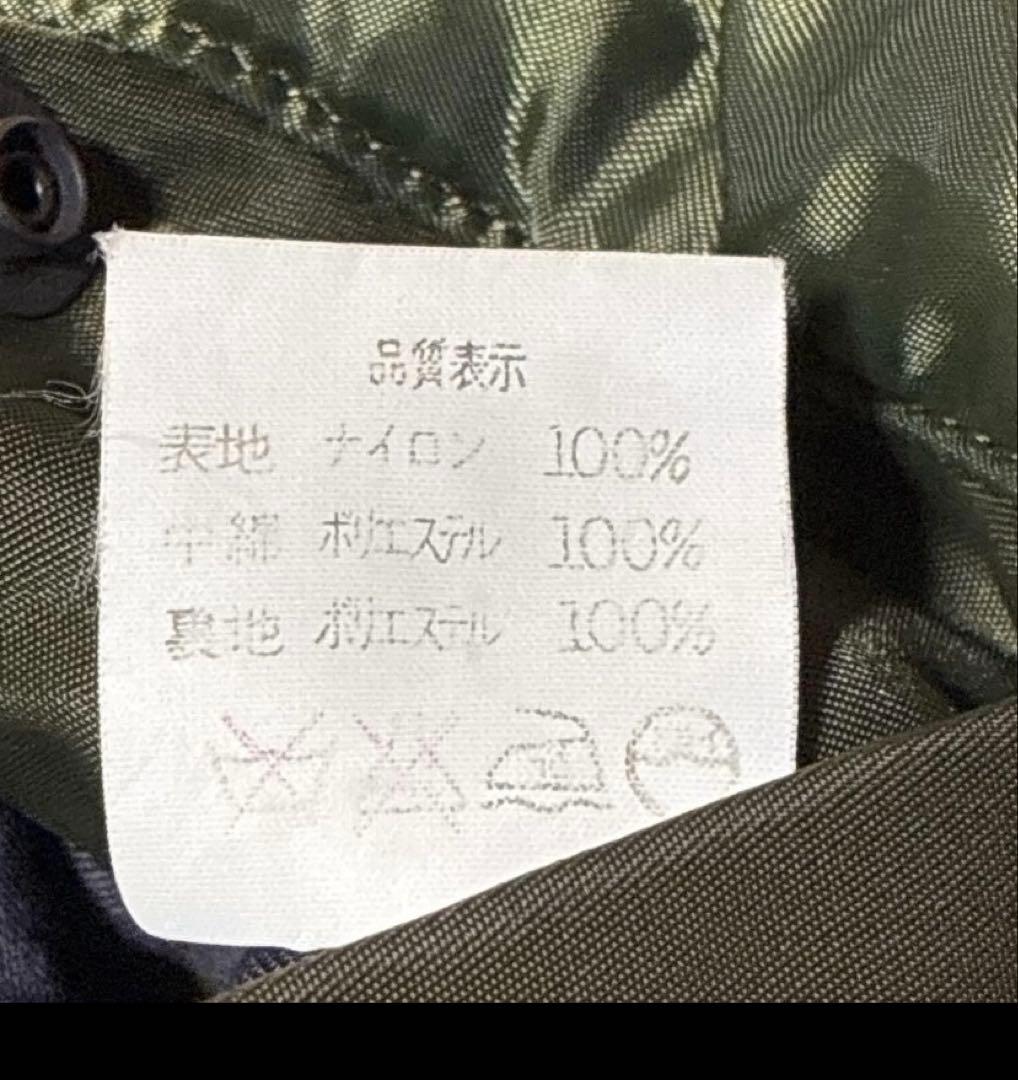 品質表示
表地 ナイロン 100%
中綿 ポリエステル 100%
裏地 ポリエステル 100%